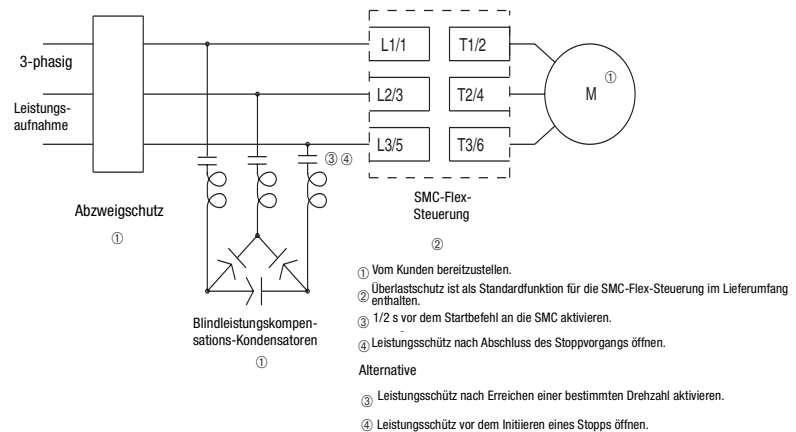 3-phasig
Leistungs-
aufnahme
L1/1
T1/2
L2/3
T2/4
L3/5
T3/6
M
①
③ ④
Abzweigschutz
①
SMC-Flex-
Steuerung
②
Blindleistungskompen-
sations-Kondensatoren
①
① Vom Kunden bereitzustellen.
② Überlastschutz ist als Standardfunktion für die SMC-Flex-Steuerung im Lieferumfang
enthalten.
③ 1/2 s vor dem Startbefehl an die SMC aktivieren.
④ Leistungsschütz nach Abschluss des Stoppvorgangs öffnen.
Alternative
③ Leistungsschütz nach Erreichen einer bestimmten Drehzahl aktivieren.
④ Leistungsschütz vor dem Initiieren eines Stopps öffnen.